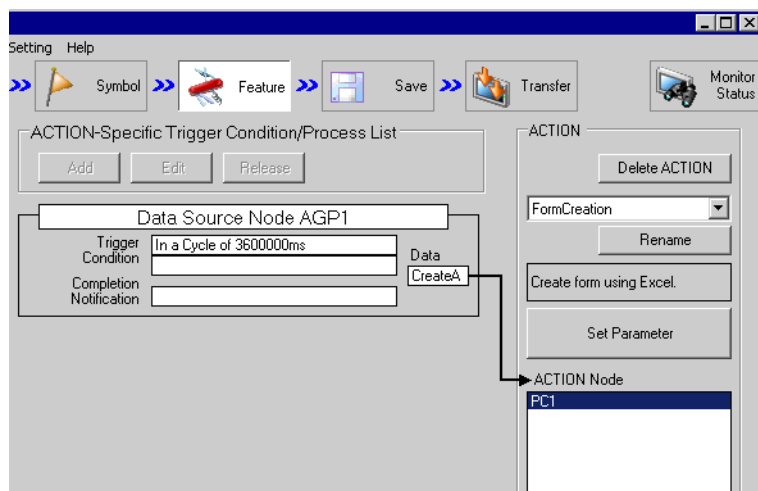 Setting Help
Symbol
Feature
Save
Transfer
Monitor
Status
ACTION-Specific Trigger Condition/Process List
Add
Edit
Release
Data Source Node AGP1
Trigger
Condition
In a Cycle of 3600000ms
Completion
Notification
Data
CreateA
ACTION
Delete ACTION
FormCreation
Rename
Create form using Excel.
Set Parameter
ACTION Node
PC1